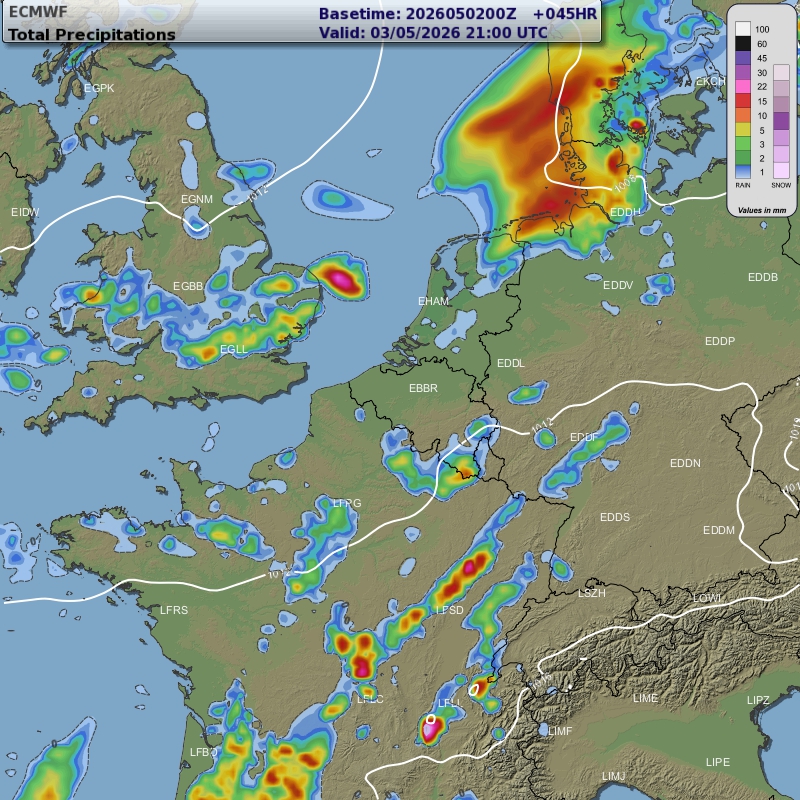 ECMWF
Basetime: 2026050200Z +045HR
Total Precipitations
Valid: 03/05/2026 21:00 UTC
100
60
45
30
22
15
10
5
3
2
1
RAIN
SNOW
Values in mm
EGPK
EKCH
EIDW
EGNM
1012
1008
EDDH
EGBB
EDDV
EDDB
EHAM
EGLL
EDDP
EDDL
EBBR
1012
EDDF
EDDN
LFPG
EDDS
EDDM
LSZH
LOWL
LFRS
LFSD
LFLC
LFLL
LIME
LIPZ
LFBD
LIMF
LIPE
LIMJ